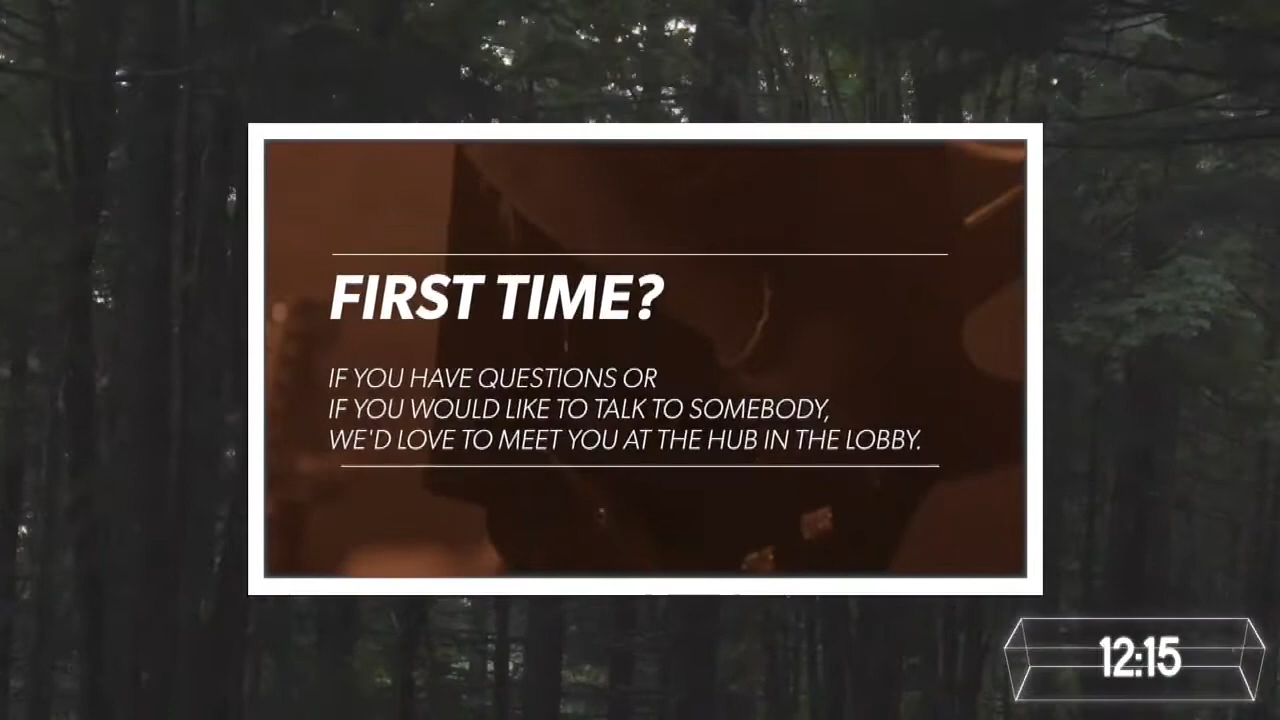 FIRST TIME?
IF YOU HAVE QUESTIONS OR
IF YOU WOULD LIKE TO TALK TO SOMEBODY,
WE'D LOVE TO MEET YOU AT THE HUB IN THE LOBBY.
12:15